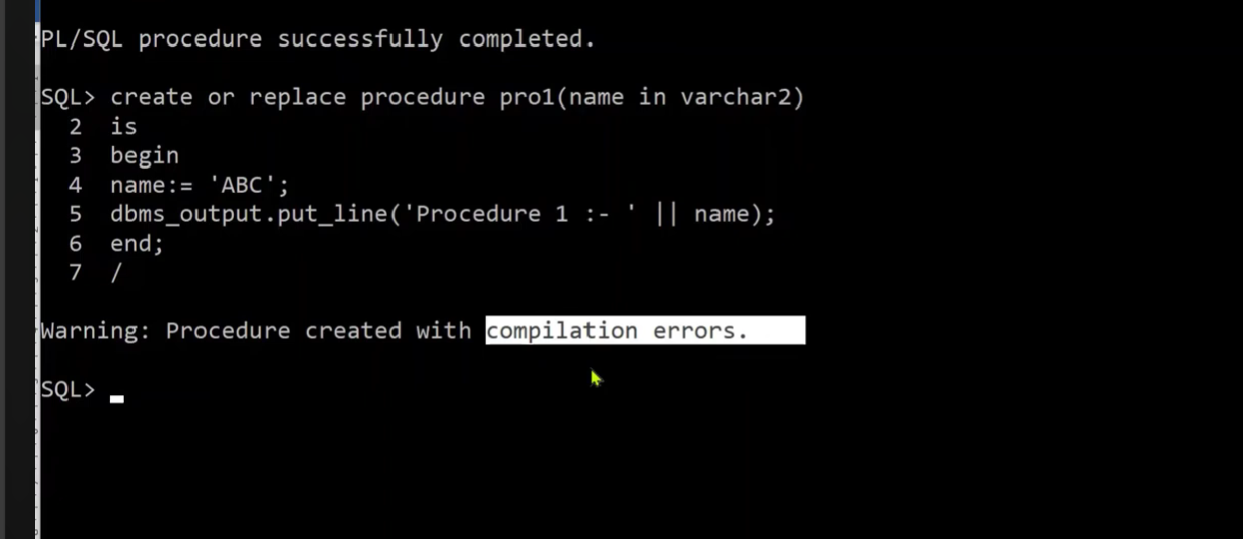 PL/SQL procedure successfully completed.
SQL> create or replace procedure pro1(name in varchar2)
2 is
3 begin
4 name:= 'ABC';
5 dbms_output.put_line('Procedure 1 :- ' || name);
6 end;
7 /
Warning: Procedure created with compilation errors.
SQL>